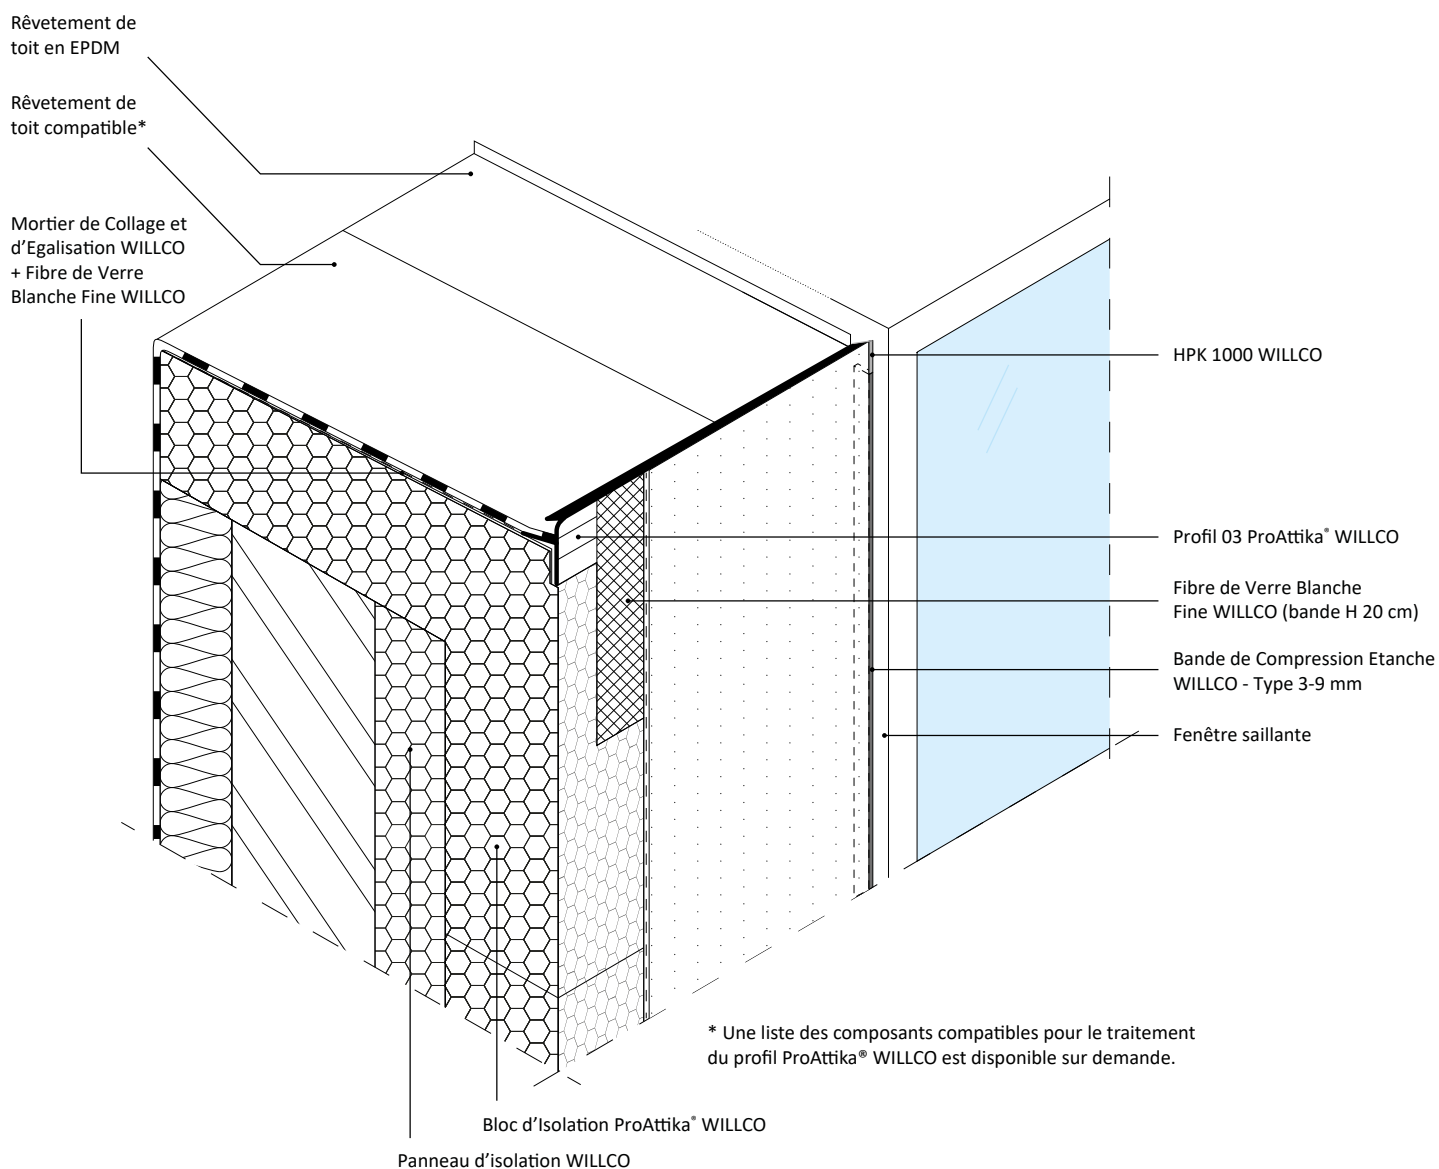 Rêvetement de
toit en EPDM
Rêvetement de
toit compatible*
Mortier de Collage et
d’Egalisation WILLCO
+ Fibre de Verre
Blanche Fine WILLCO
HPK 1000 WILLCO
Profil 03 ProAttika® WILLCO
Fibre de Verre Blanche
Fine WILLCO (bande H 20 cm)
Bande de Compression Etanche
WILLCO - Type 3-9 mm
Fenêtre saillante
* Une liste des composants compatibles pour le traitement
du profil ProAttika® WILLCO est disponible sur demande.
Bloc d’Isolation ProAttika® WILLCO
Panneau d’isolation WILLCO